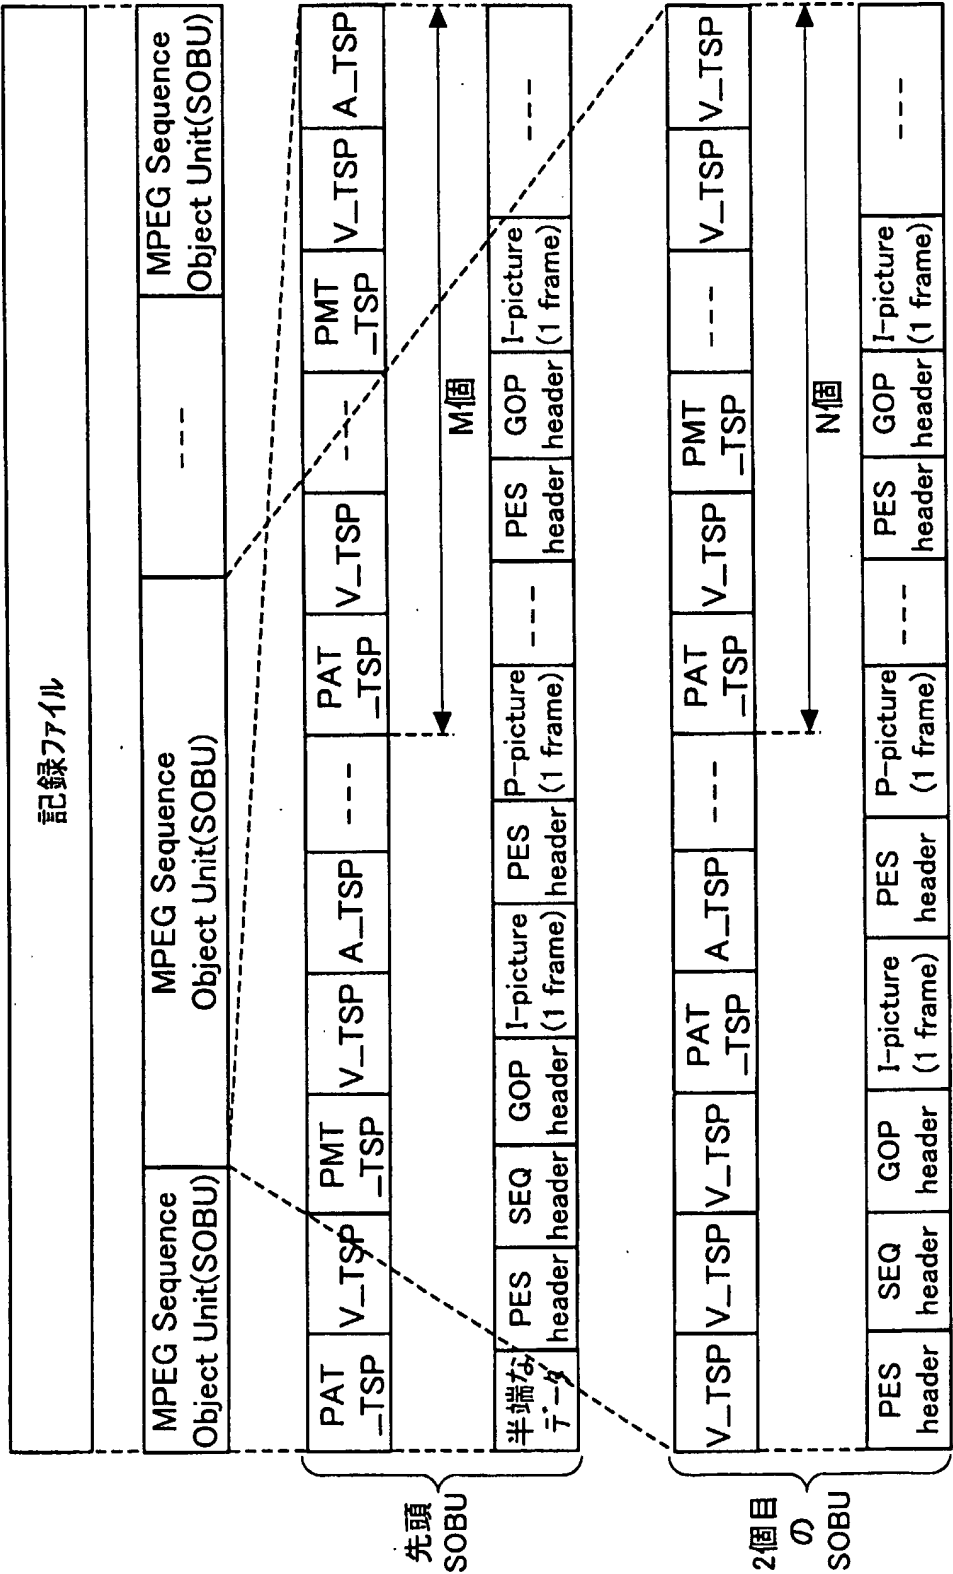 記録ファイル
MPEG Sequence
Object Unit(SOBU)
MPEG Sequence
Object Unit(SOBU)
---
MPEG Sequence
Object Unit(SOBU)
先頭
SOBU
PAT
_TSP
V_TSP
PMT
_TSP
V_TSP
A_TSP
---
PAT
_TSP
V_TSP
---
PMT
_TSP
V_TSP
A_TSP
M個
半端な
データ
PES
header
SEQ
header
GOP
header
I-picture
(1 frame)
PES
header
P-picture
(1 frame)
---
PES
header
GOP
header
I-picture
(1 frame)
---
2個目
の
SOBU
V_TSP
V_TSP
V_TSP
PAT
_TSP
A_TSP
---
PAT
_TSP
V_TSP
PMT
_TSP
---
V_TSP
V_TSP
N個
PES
header
SEQ
header
GOP
header
I-picture
(1 frame)
PES
header
P-picture
(1 frame)
---
PES
header
GOP
header
I-picture
(1 frame)
---